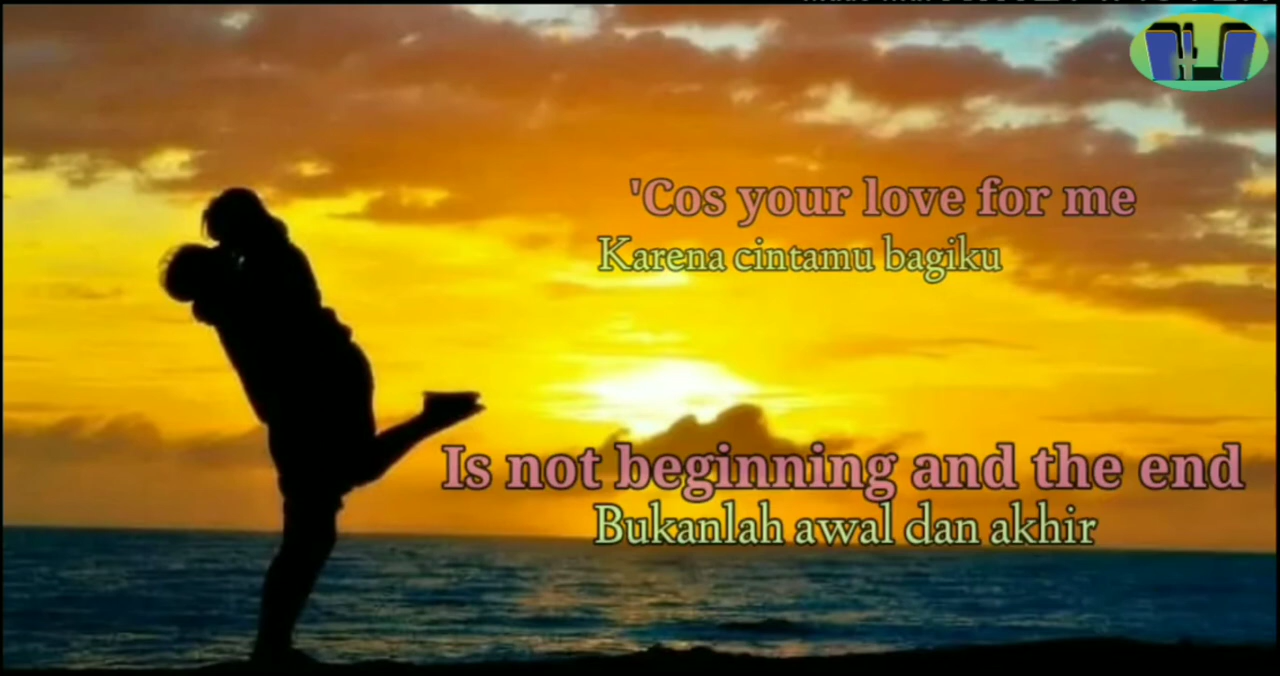 'Cos your love for me
Karena cintamu bagiku
Is not beginning and the end
Bukanlah awal dan akhir